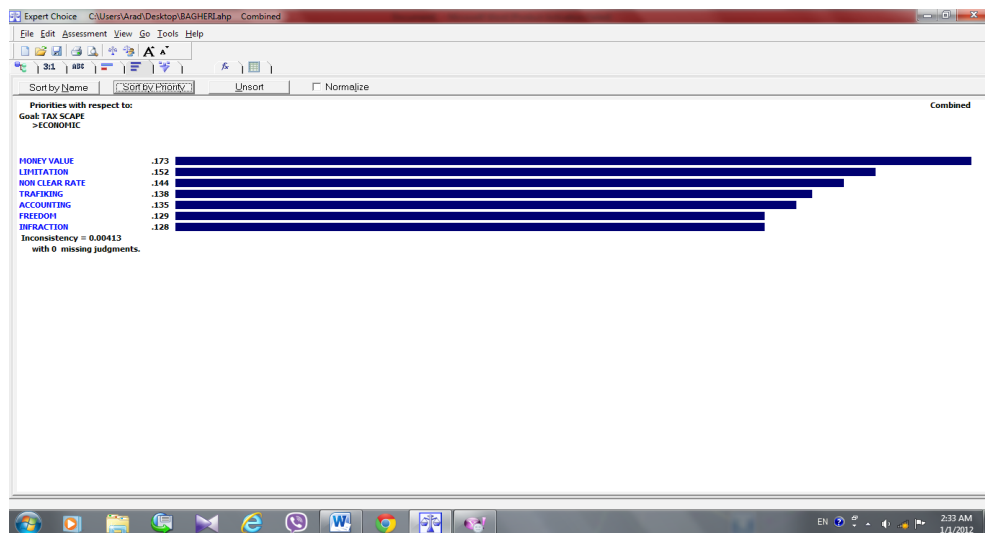 Expert Choice C:\Users\Arad\Desktop\BAGHERI.ahp Combined
File Edit Assessment View Go Tools Help
A A
3:1 ABC fx
Sort by Name Sort by Priority Unsort Normalize
Priorities with respect to: Combined
Goal: TAX SCAPE
>ECONOMIC
MONEY VALUE .173
LIMITATION .152
NON CLEAR RATE .144
TRAFIKING .138
ACCOUNTING .135
FREEDOM .129
INFRACTION .128
Inconsistency = 0.00413
with 0 missing judgments.
W EN 2:33 AM
1/1/2012